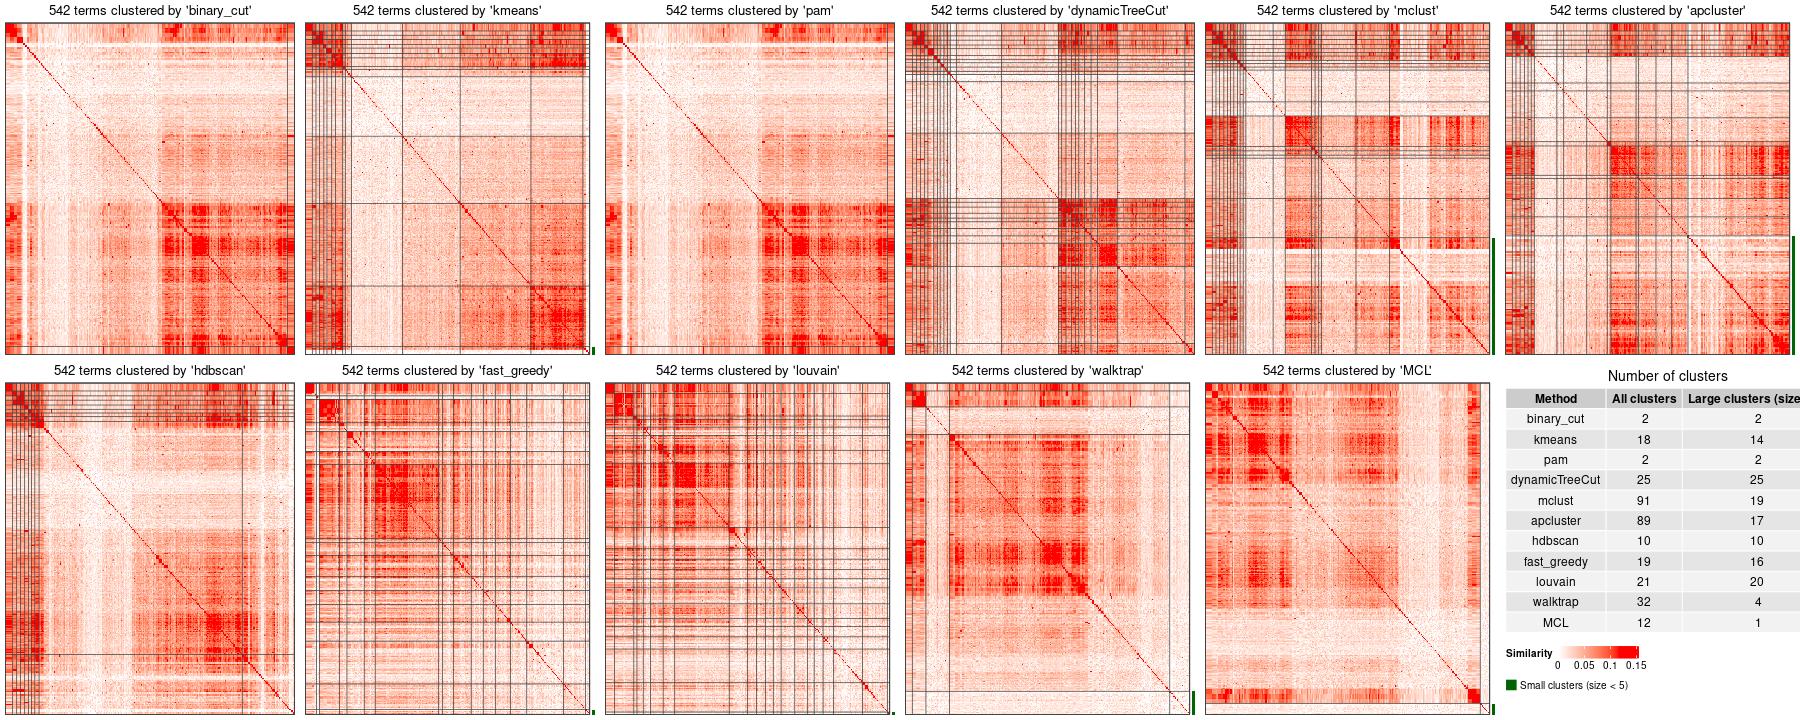 542 terms clustered by 'binary_cut'
542 terms clustered by 'kmeans'
542 terms clustered by 'pam'
542 terms clustered by 'dynamicTreeCut'
542 terms clustered by 'mclust'
542 terms clustered by 'apcluster'
542 terms clustered by 'hdbscan'
542 terms clustered by 'fast_greedy'
542 terms clustered by 'louvain'
542 terms clustered by 'walktrap'
542 terms clustered by 'MCL'
Number of clusters
Method All clusters Large clusters (size
binary_cut 2 2
kmeans 18 14
pam 2 2
dynamicTreeCut 25 25
mclust 91 19
apcluster 89 17
hdbscan 10 10
fast_greedy 19 16
louvain 21 20
walktrap 32 4
MCL 12 1
Similarity
0 0.05 0.1 0.15
Small clusters (size < 5)